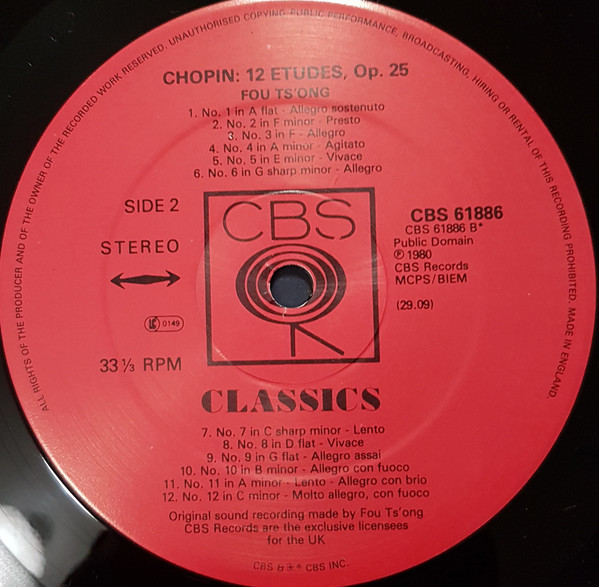 ALL RIGHTS OF THE PRODUCER AND OF THE OWNER OF THE RECORDED WORK RESERVED. UNAUTHORISED COPYING, PUBLIC PERFORMANCE, BROADCASTING, HIRING OR RENTAL OF THIS RECORDING PROHIBITED. MADE IN ENGLAND.
CHOPIN: 12 ETUDES, Op. 25
FOU TS'ONG
1. No. 1 in A flat - Allegro sostenuto
2. No. 2 in F minor - Presto
3. No. 3 in F - Allegro
4. No. 4 in A minor - Agitato
5. No. 5 in E minor - Vivace
6. No. 6 in G sharp minor - Allegro
SIDE 2
STEREO
LC 0149
33⅓ RPM
CBS
CBS 61886
CBS 61886 B*
Public Domain
℗ 1980
CBS Records
MCPS/BIEM
(29.09)
CLASSICS
7. No. 7 in C sharp minor - Lento
8. No. 8 in D flat - Vivace
9. No. 9 in G flat - Allegro assai
10. No. 10 in B minor - Allegro con fuoco
11. No. 11 in A minor - Lento - Allegro con brio
12. No. 12 in C minor - Molto allegro, con fuoco
Original sound recording made by Fou Ts'ong
CBS Records are the exclusive licensees
for the UK
CBS & ® CBS INC.